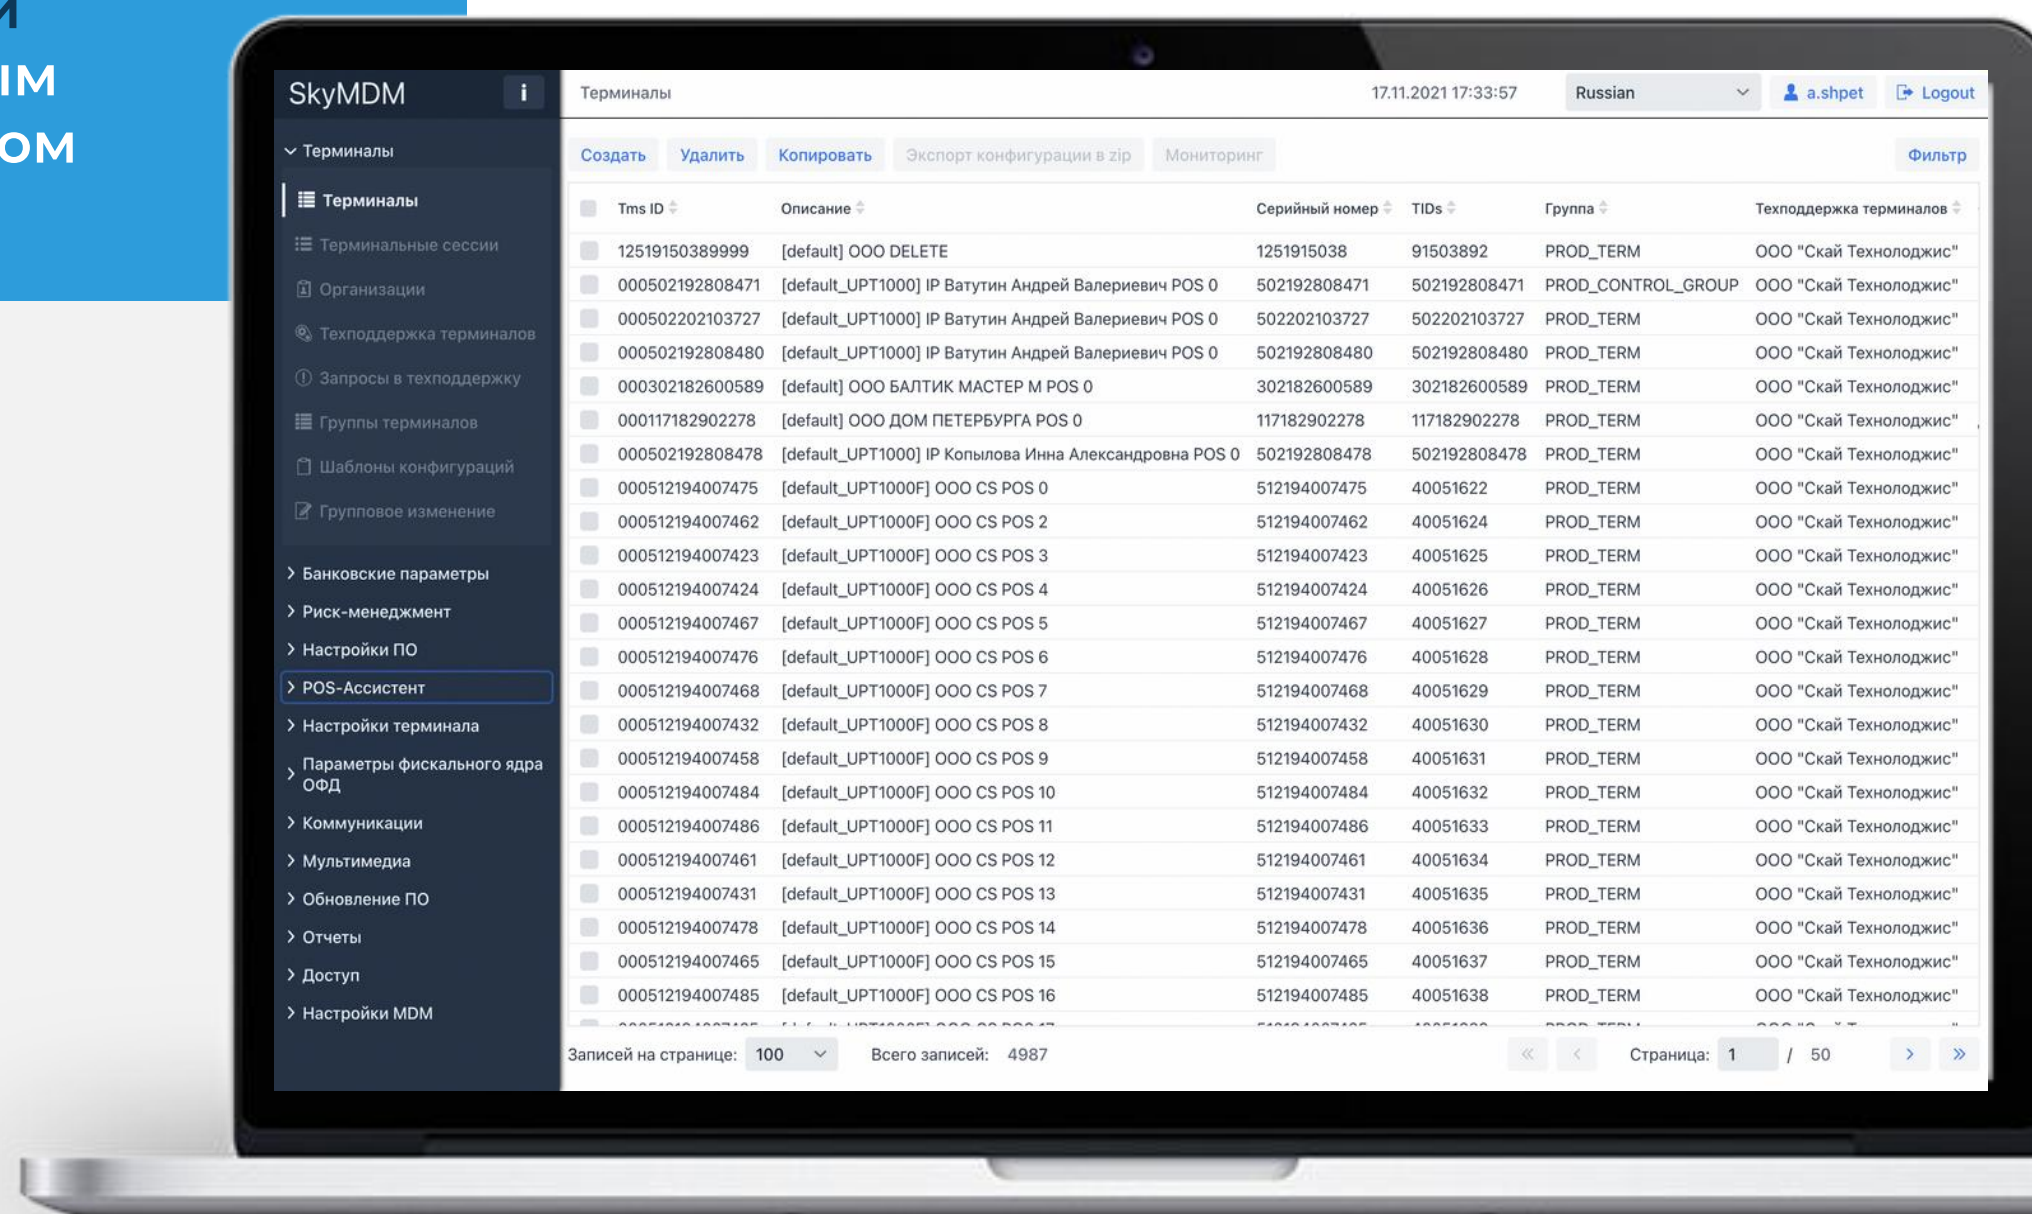 ЫМ
ОМ
SkyMDM i
Терминалы 17.11.2021 17:33:57 Russian a.shpet Logout
Терминалы
Терминалы
Терминальные сессии
Организации
Техподдержка терминалов
Запросы в техподдержку
Группы терминалов
Шаблоны конфигураций
Групповое изменение
Банковские параметры
Риск-менеджмент
Настройки ПО
POS-Ассистент
Настройки терминала
Параметры фискального ядра
ОФД
Коммуникации
Мультимедиа
Обновление ПО
Отчеты
Доступ
Настройки MDM
Создать Удалить Копировать Экспорт конфигурации в zip Мониторинг Фильтр
Tms ID Описание Серийный номер TIDs Группа Техподдержка терминалов
12519150389999 [default] ООО DELETE 1251915038 91503892 PROD_TERM ООО "Скай Технолоджис"
000502192808471 [default_UPT1000] IP Ватутин Андрей Валериевич POS 0 502192808471 502192808471 PROD_CONTROL_GROUP ООО "Скай Технолоджис"
000502202103727 [default_UPT1000] IP Ватутин Андрей Валериевич POS 0 502202103727 502202103727 PROD_TERM ООО "Скай Технолоджис"
000502192808480 [default_UPT1000] IP Ватутин Андрей Валериевич POS 0 502192808480 502192808480 PROD_TERM ООО "Скай Технолоджис"
000302182600589 [default] ООО БАЛТИК МАСТЕР М POS 0 302182600589 302182600589 PROD_TERM ООО "Скай Технолоджис"
000117182902278 [default] ООО ДОМ ПЕТЕРБУРГА POS 0 117182902278 117182902278 PROD_TERM ООО "Скай Технолоджис"
000502192808478 [default_UPT1000] IP Копылова Инна Александровна POS 0 502192808478 502192808478 PROD_TERM ООО "Скай Технолоджис"
000512194007475 [default_UPT1000F] ООО CS POS 0 512194007475 40051622 PROD_TERM ООО "Скай Технолоджис"
000512194007462 [default_UPT1000F] ООО CS POS 2 512194007462 40051624 PROD_TERM ООО "Скай Технолоджис"
000512194007423 [default_UPT1000F] ООО CS POS 3 512194007423 40051625 PROD_TERM ООО "Скай Технолоджис"
000512194007424 [default_UPT1000F] ООО CS POS 4 512194007424 40051626 PROD_TERM ООО "Скай Технолоджис"
000512194007467 [default_UPT1000F] ООО CS POS 5 512194007467 40051627 PROD_TERM ООО "Скай Технолоджис"
000512194007476 [default_UPT1000F] ООО CS POS 6 512194007476 40051628 PROD_TERM ООО "Скай Технолоджис"
000512194007468 [default_UPT1000F] ООО CS POS 7 512194007468 40051629 PROD_TERM ООО "Скай Технолоджис"
000512194007432 [default_UPT1000F] ООО CS POS 8 512194007432 40051630 PROD_TERM ООО "Скай Технолоджис"
000512194007458 [default_UPT1000F] ООО CS POS 9 512194007458 40051631 PROD_TERM ООО "Скай Технолоджис"
000512194007484 [default_UPT1000F] ООО CS POS 10 512194007484 40051632 PROD_TERM ООО "Скай Технолоджис"
000512194007486 [default_UPT1000F] ООО CS POS 11 512194007486 40051633 PROD_TERM ООО "Скай Технолоджис"
000512194007461 [default_UPT1000F] ООО CS POS 12 512194007461 40051634 PROD_TERM ООО "Скай Технолоджис"
000512194007431 [default_UPT1000F] ООО CS POS 13 512194007431 40051635 PROD_TERM ООО "Скай Технолоджис"
000512194007478 [default_UPT1000F] ООО CS POS 14 512194007478 40051636 PROD_TERM ООО "Скай Технолоджис"
000512194007465 [default_UPT1000F] ООО CS POS 15 512194007465 40051637 PROD_TERM ООО "Скай Технолоджис"
000512194007485 [default_UPT1000F] ООО CS POS 16 512194007485 40051638 PROD_TERM ООО "Скай Технолоджис"
Записей на странице: 100 Всего записей: 4987 Страница: 1 / 50